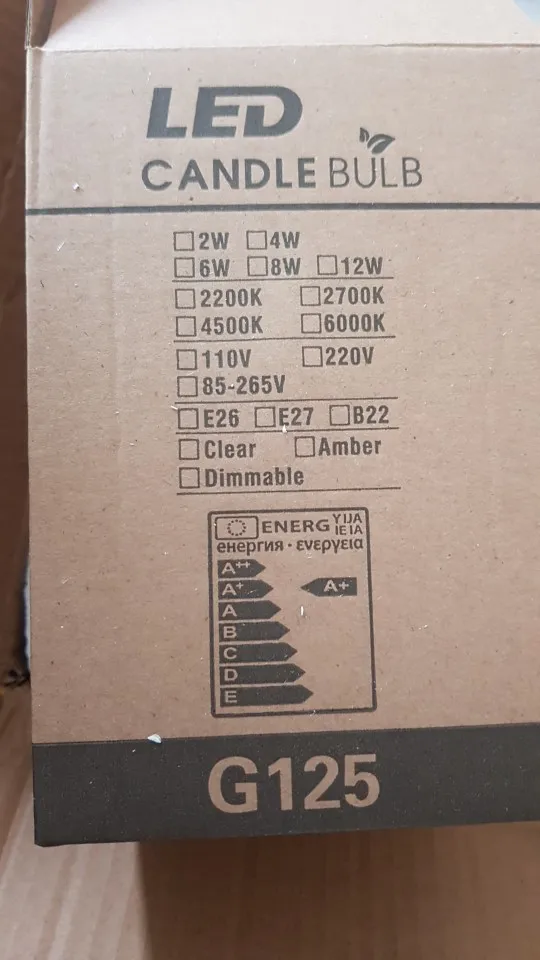 LED
CANDLE BULB
☐2W ☐4W
☐6W ☐8W ☐12W
☐2200K ☐2700K
☐4500K ☐6000K
☐110V ☐220V
☐85-265V
☐E26 ☐E27 ☐B22
☐Clear ☐Amber
☐Dimmable
ENERG YIJA
IE IA
енергия · ενεργεια
A++
A+ A+
A
B
C
D
E
G125